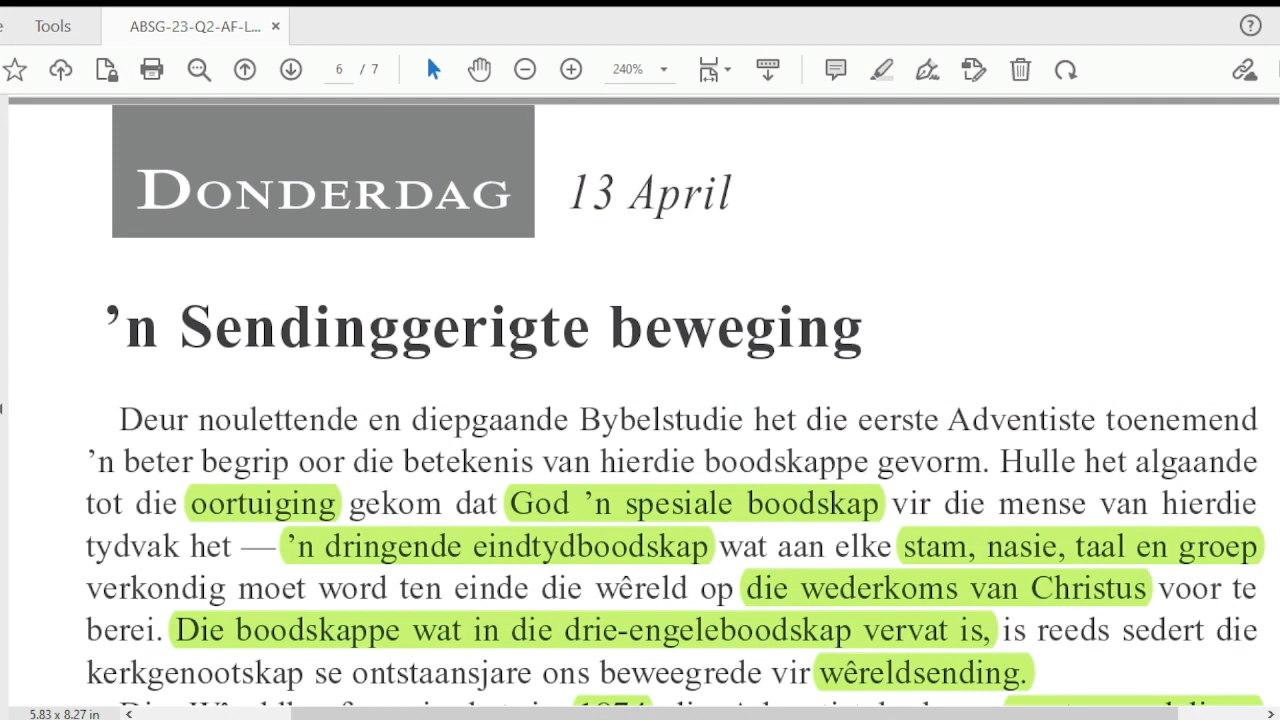 Tools
ABSG-23-Q2-AF-L... ×
6 / 7
240%
DONDERDAG 13 April
’n Sendinggerigte beweging
Deur noulettende en diepgaande Bybelstudie het die eerste Adventiste toenemend
’n beter begrip oor die betekenis van hierdie boodskappe gevorm. Hulle het algaande
tot die oortuiging gekom dat God ’n spesiale boodskap vir die mense van hierdie
tydvak het — ’n dringende eindtydboodskap wat aan elke stam, nasie, taal en groep
verkondig moet word ten einde die wêreld op die wederkoms van Christus voor te
berei. Die boodskappe wat in die drie-engeleboodskap vervat is, is reeds sedert die
kerkgenootskap se ontstaansjare ons beweegrede vir wêreldsending.
5.83 x 8.27 in